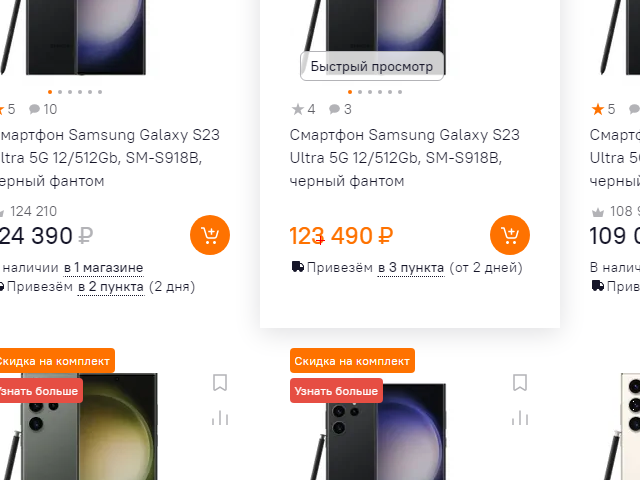 Быстрый просмотр
5 10
4 3
5
мартфон Samsung Galaxy S23
ltra 5G 12/512Gb, SM-S918B,
ерный фантом
Смартфон Samsung Galaxy S23
Ultra 5G 12/512Gb, SM-S918B,
черный фантом
Смартф
Ultra 5G
черный
124 210
24 390 ₽
наличии в 1 магазине
Привезём в 2 пункта (2 дня)
123 490 ₽
Привезём в 3 пункта (от 2 дней)
108 9
109 0
В налич
Прив
Скидка на комплект
Узнать больше
Скидка на комплект
Узнать больше